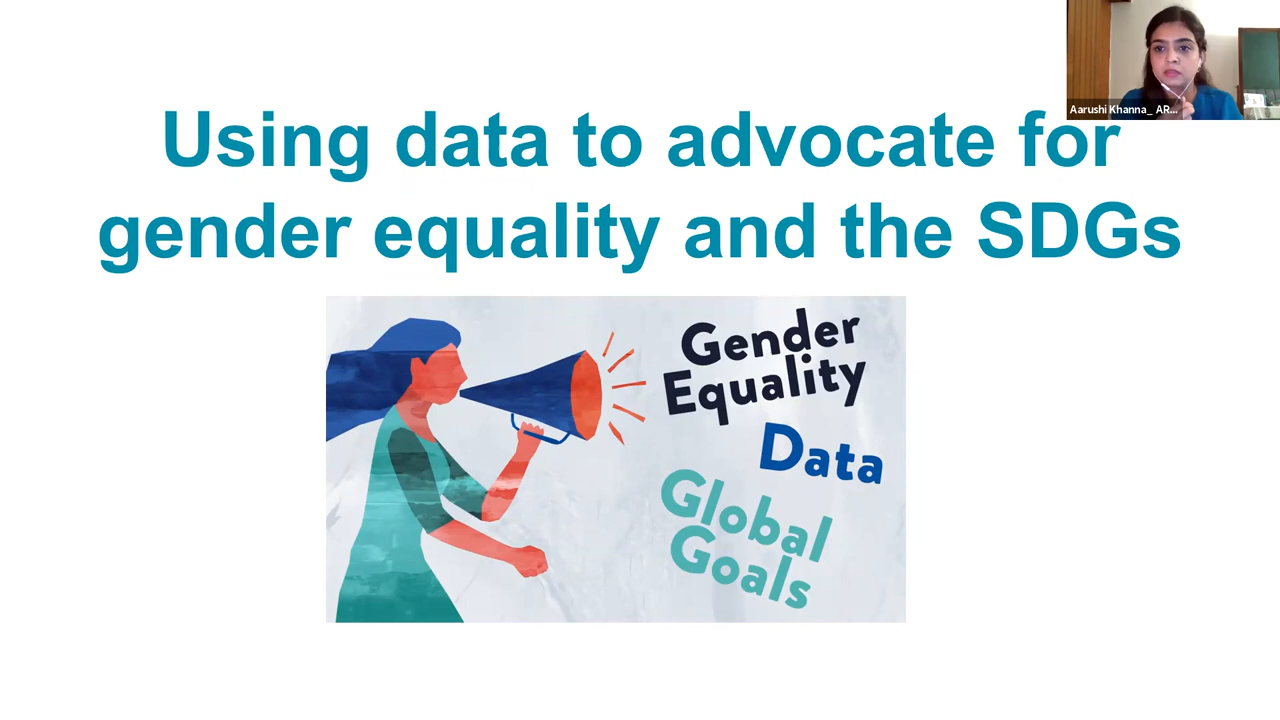 Using data to advocate for
gender equality and the SDGs
Aarushi Khanna_ AR...
Gender
Equality
Data
Global
Goals